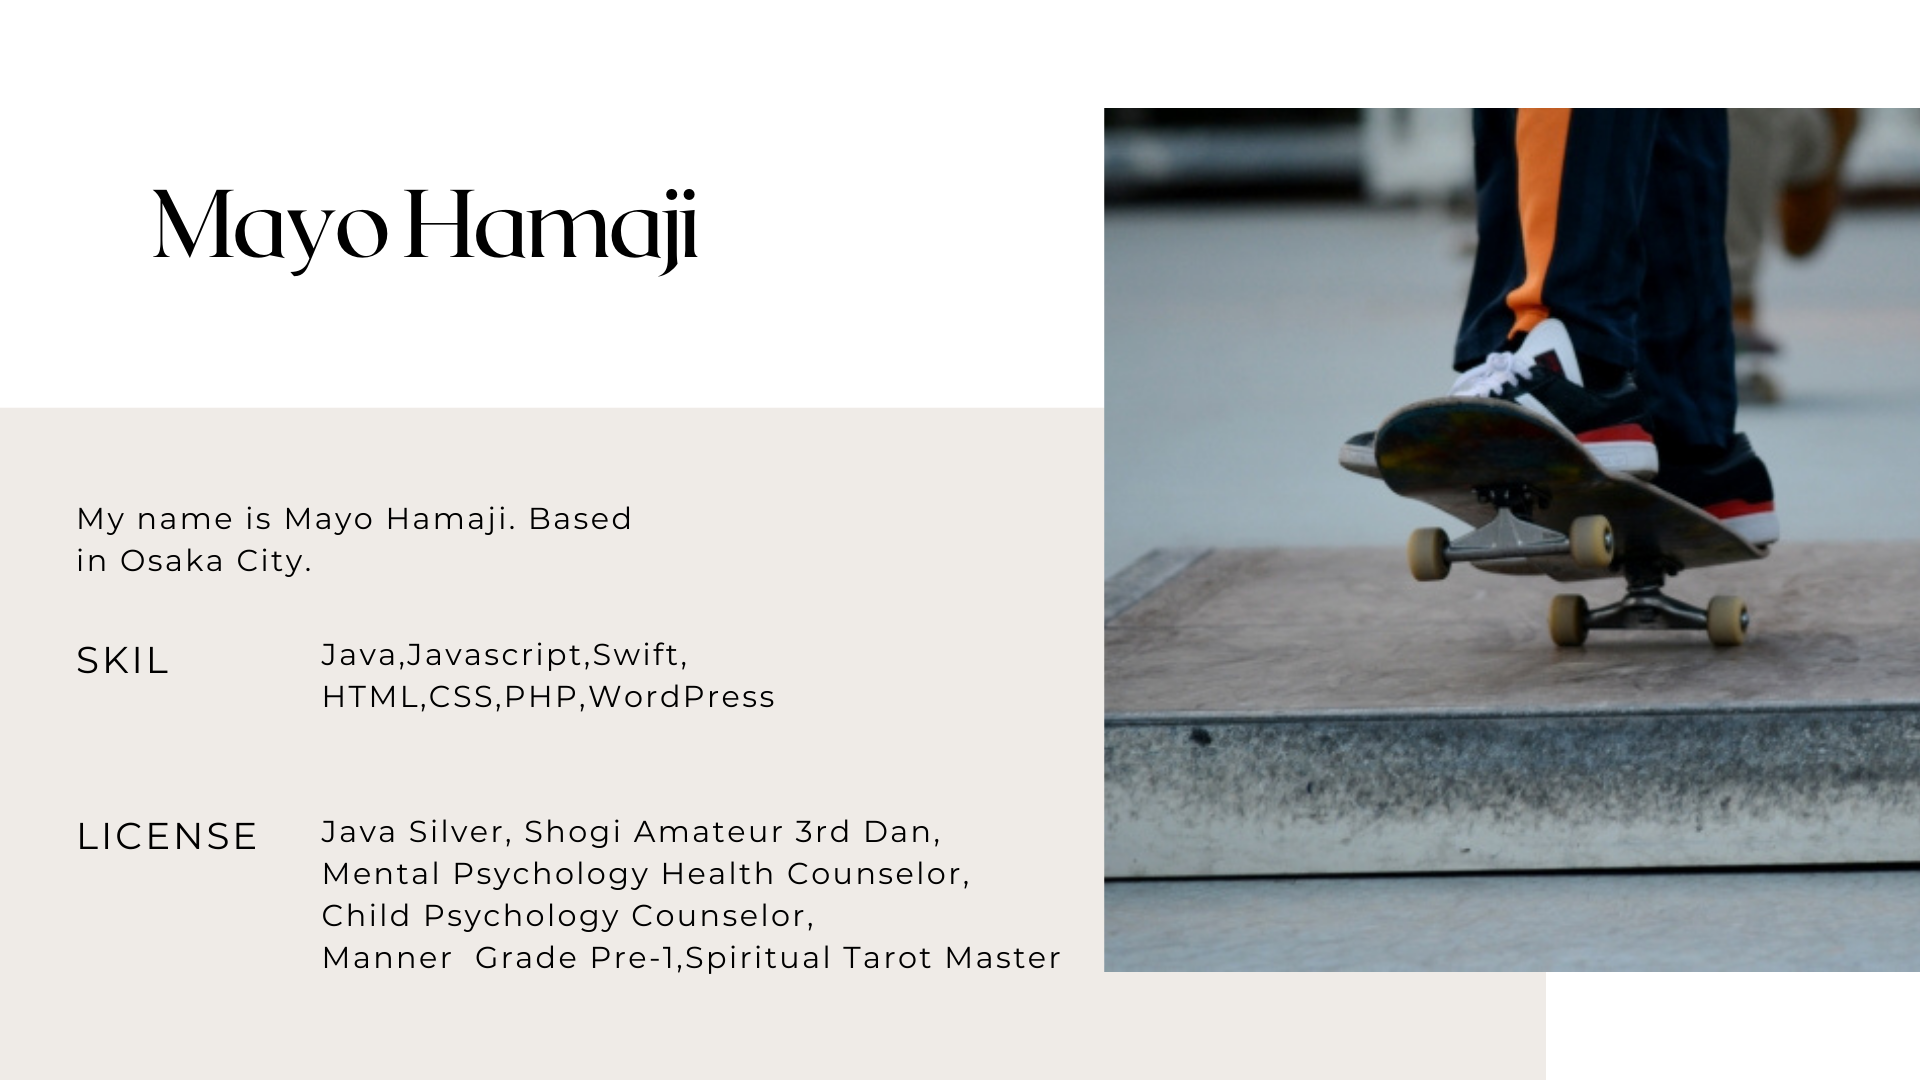 Mayo Hamaji
My name is Mayo Hamaji. Based
in Osaka City.
SKIL
Java,Javascript,Swift,
HTML,CSS,PHP,WordPress
LICENSE
Java Silver, Shogi Amateur 3rd Dan,
Mental Psychology Health Counselor,
Child Psychology Counselor,
Manner  Grade Pre-1,Spiritual Tarot Master